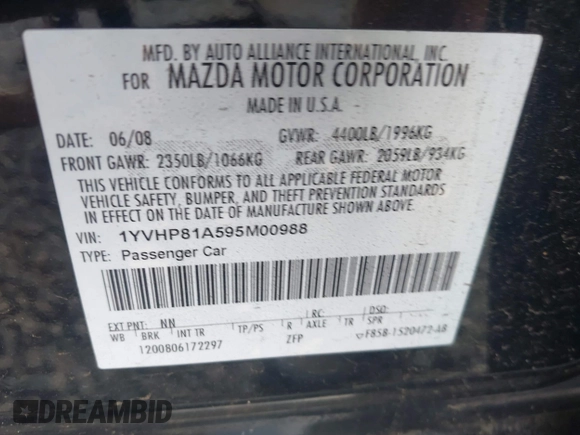 MFD. BY AUTO ALLIANCE INTERNATIONAL, INC.
FOR MAZDA MOTOR CORPORATION
- MADE IN U.S.A. -
DATE: 06/08 GVWR: 4400LB/1996KG
FRONT GAWR: 2350LB/1066KG REAR GAWR: 2059LB/934KG
THIS VEHICLE CONFORMS TO ALL APPLICABLE FEDERAL MOTOR
VEHICLE SAFETY, BUMPER, AND THEFT PREVENTION STANDARDS
IN EFFECT ON THE DATE OF MANUFACTURE SHOWN ABOVE.
VIN: 1YVHP81A595M00988
TYPE: Passenger Car
EXT PNT: NN RC: DSO:
WB BRK INT TR TP/PS R AXLE TR SPR
1200806172297 ZFP F85B-1520472-AB
DREAMBID